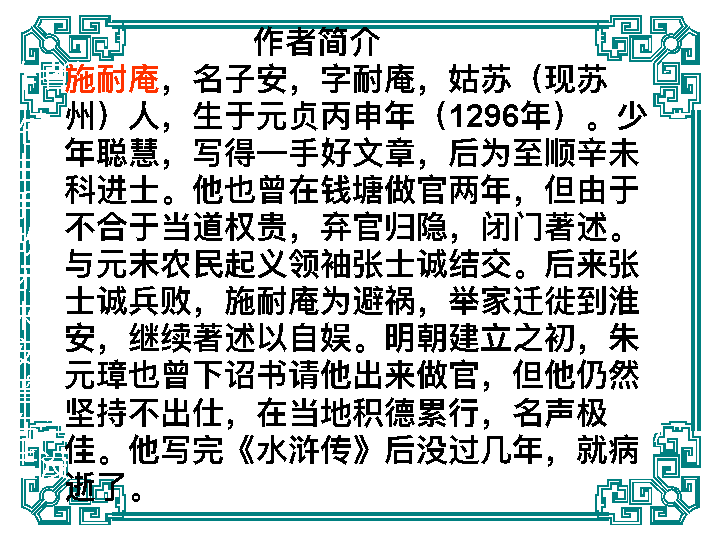 作者简介
施耐庵，名子安，字耐庵，姑苏（现苏
州）人，生于元贞丙申年（1296年）。少
年聪慧，写得一手好文章，后为至顺辛未
科进士。他也曾在钱塘做官两年，但由于
不合于当道权贵，弃官归隐，闭门著述。
与元末农民起义领袖张士诚结交。后来张
士诚兵败，施耐庵为避祸，举家迁徙到淮
安，继续著述以自娱。明朝建立之初，朱
元璋也曾下诏书请他出来做官，但他仍然
坚持不出仕，在当地积德累行，名声极
佳。他写完《水浒传》后没过几年，就病
逝了。